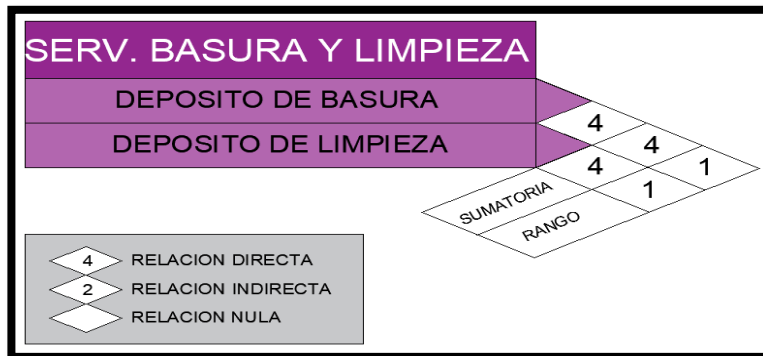 SERV. BASURA Y LIMPIEZA
DEPOSITO DE BASURA
DEPOSITO DE LIMPIEZA
4
4
4
1
1
SUMATORIA
RANGO
4 RELACION DIRECTA
2 RELACION INDIRECTA
RELACION NULA